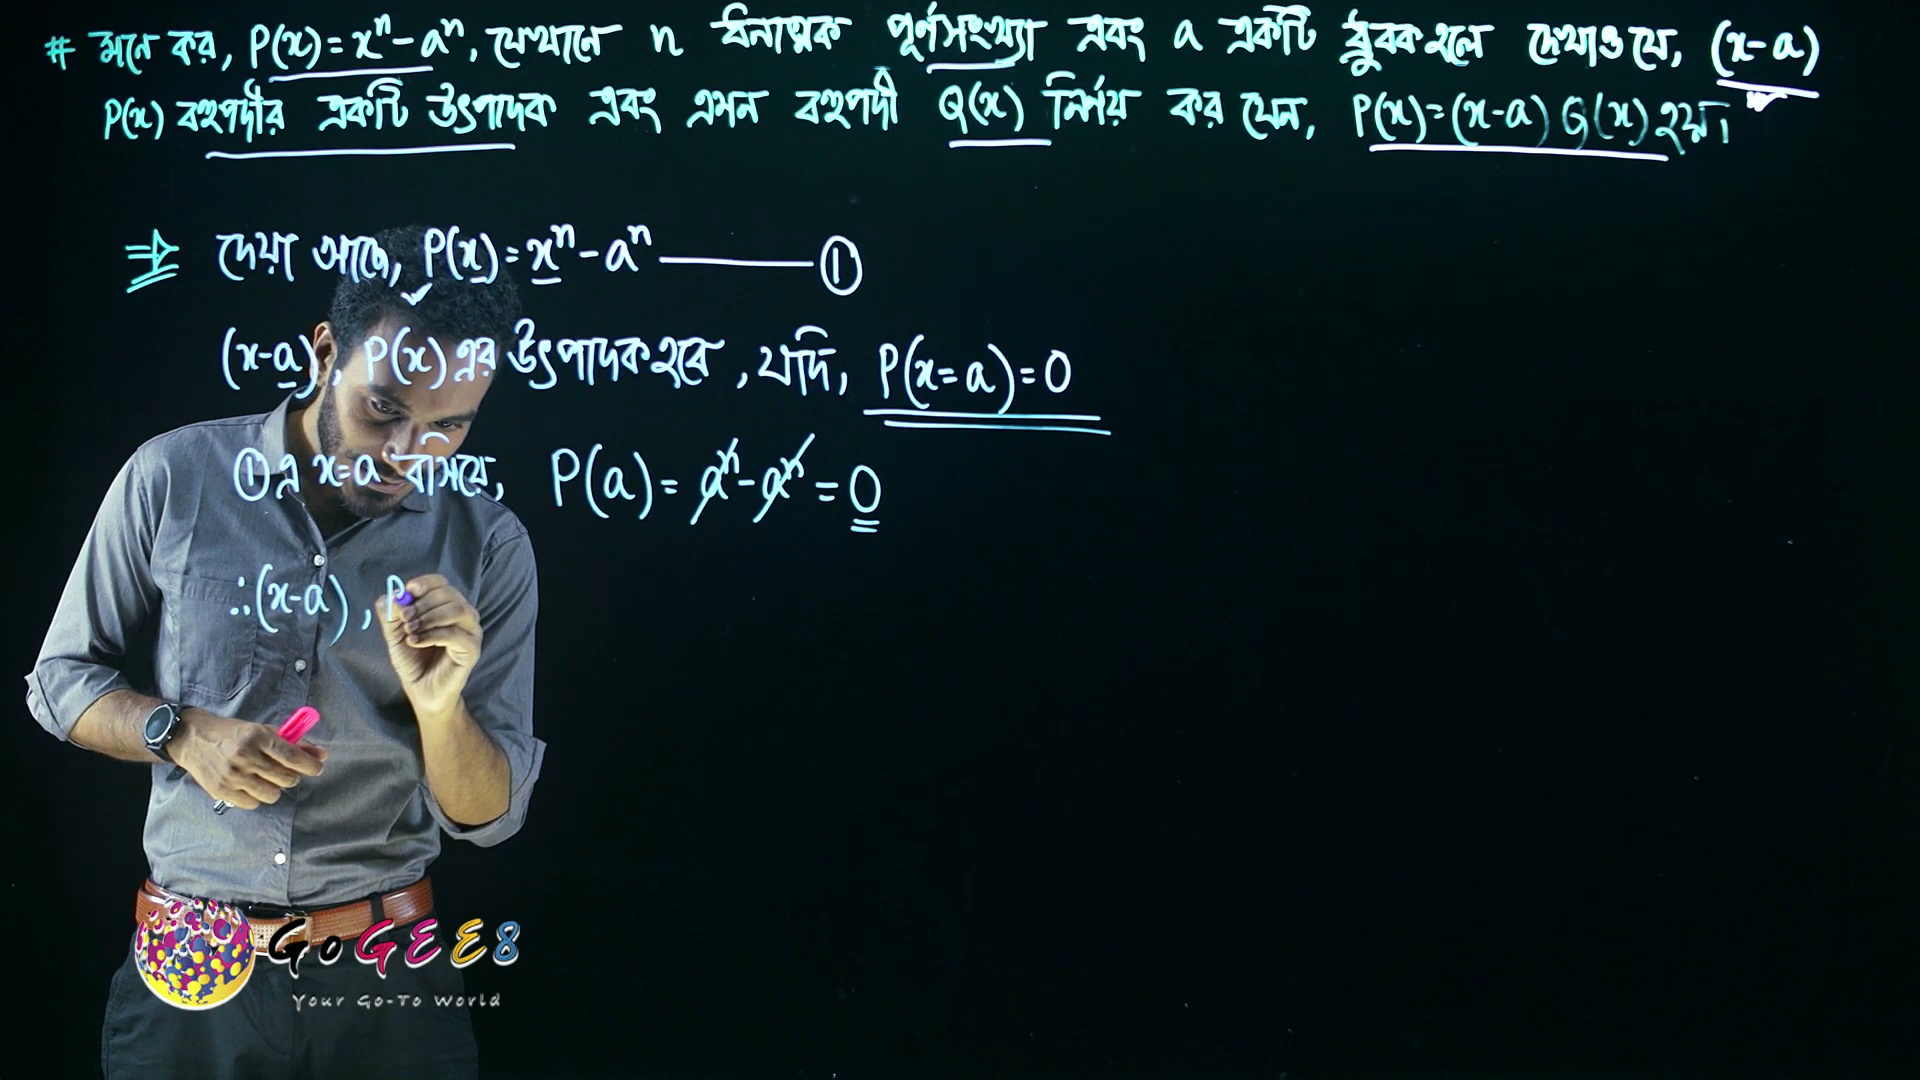 # মনে কর, P(x)=xⁿ-aⁿ, যেখানে n ধনাত্মক পূর্ণসংখ্যা এবং a একটি ধ্রুবক হলে দেখাও যে, (x-a)
P(x) বহুপদীর একটি উৎপাদক এবং এমন বহুপদী Q(x) নির্ণয় কর যেন, P(x)=(x-a) Q(x) হয়।
⇒ দেয়া আছে, P(x)=xⁿ-aⁿ ——— ①
(x-a), P(x) এর উৎপাদক হবে, যদি, P(x=a)=0
① এ x=a বসিয়ে, P(a)=aⁿ-aⁿ=0
∴(x-a), P
GoGEE8
Your Go-To World